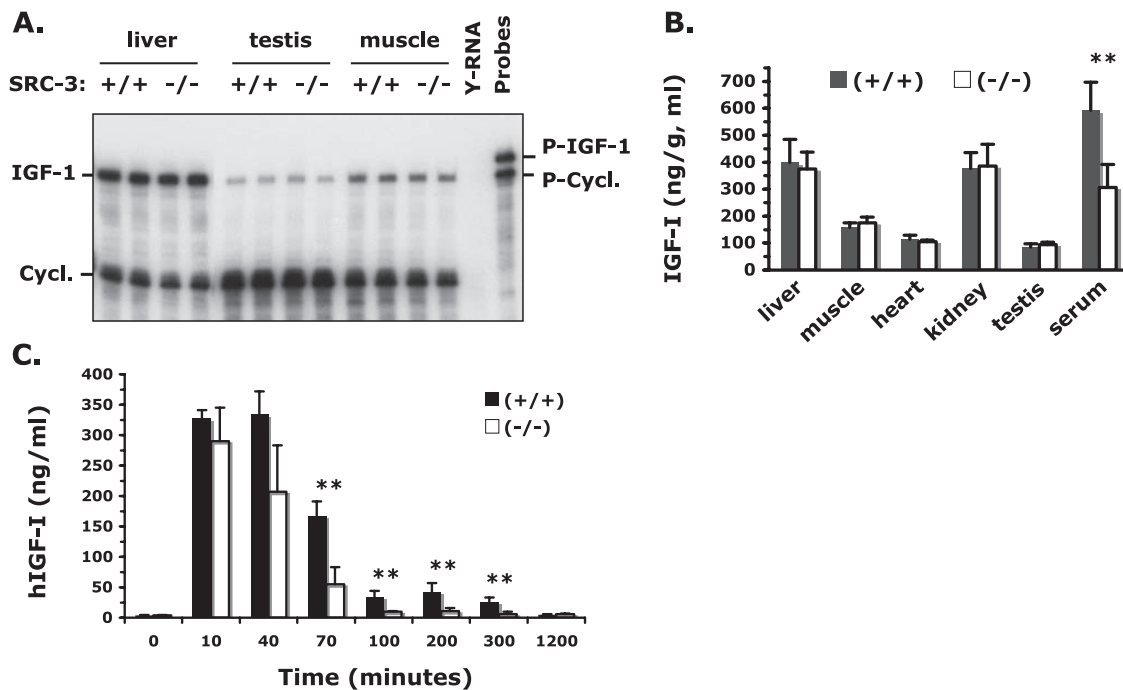 A.
liver testis muscle
Y-RNA
Probes
SRC-3: +/+ -/- +/+ -/- +/+ -/-
P-IGF-1
IGF-1
P-Cycl.
Cycl.
B.
**
(+/+) (-/-)
IGF-I (ng/g, ml)
700
600
500
400
300
200
100
0
liver muscle heart kidney testis serum
C.
(+/+)
(-/-)
hIGF-I (ng/ml)
400
350
300
250
200
150
100
50
0
** ** ** **
0 10 40 70 100 200 300 1200
Time (minutes)